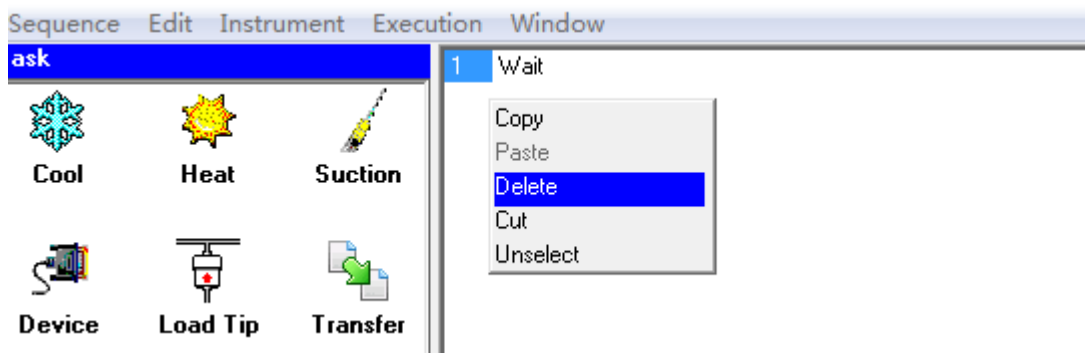 Sequence Edit Instrument Execution Window
ask
1 Wait
Cool Heat Suction
Copy
Paste
Delete
Cut
Unselect
Device Load Tip Transfer